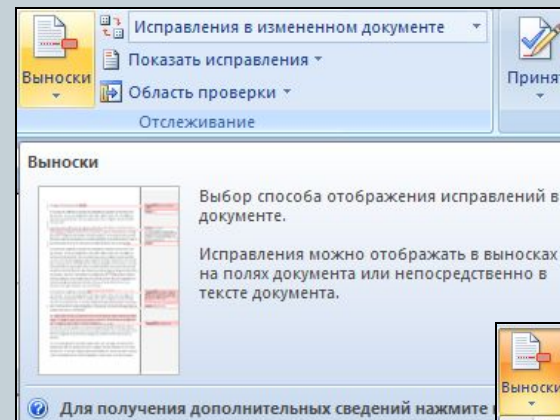 Исправления в измененном документе
Показать исправления
Область проверки
Выноски
Отслеживание
Выноски
Выбор способа отображения исправлений в
документе.
Исправления можно отображать в выносках
на полях документа или непосредственно в
тексте документа.
Для получения дополнительных сведений нажмите
Выноски